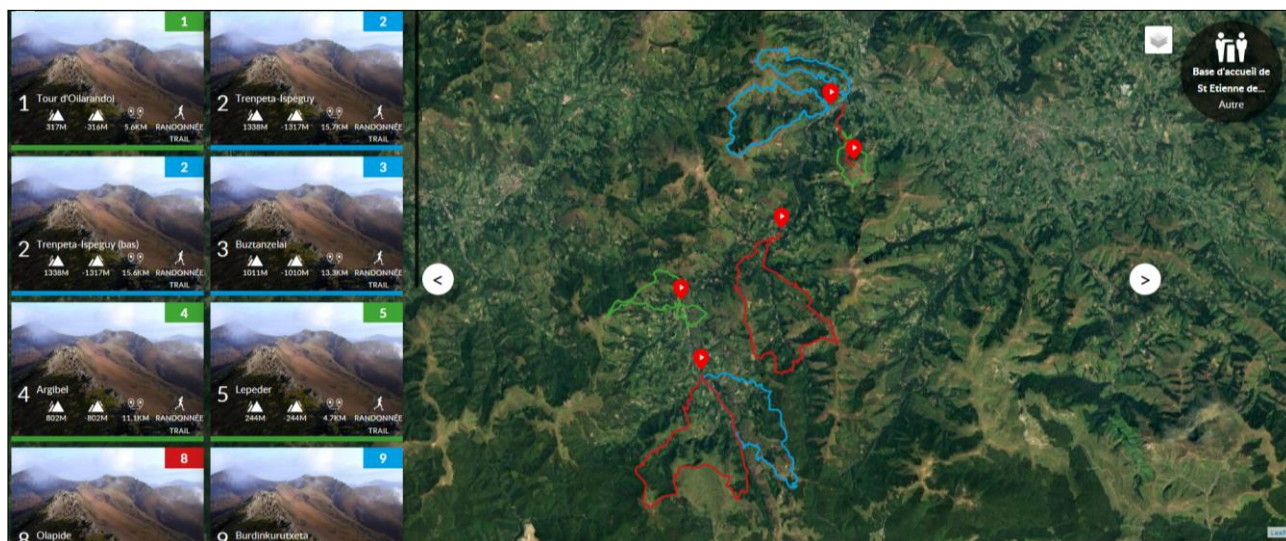 1
1 Tour d'Oilarandoi
317M -316M 5.6KM RANDONNÉE
TRAIL
2
2 Trenpeta-Ispeguy
1338M -1317M 15.7KM RANDONNÉE
TRAIL
2
2 Trenpeta-Ispeguy (bas)
1338M -1317M 15.6KM RANDONNÉE
TRAIL
3
3 Buztanzelai
1011M -1010M 13.3KM RANDONNÉE
TRAIL
4
4 Argibel
802M -802M 11.1KM RANDONNÉE
TRAIL
5
5 Lepeder
244M -244M 4.7KM RANDONNÉE
TRAIL
8
8 Olapide
9
9 Burdinkurutxeta
<
>
Base d'accueil de
St Etienne de...
Autre